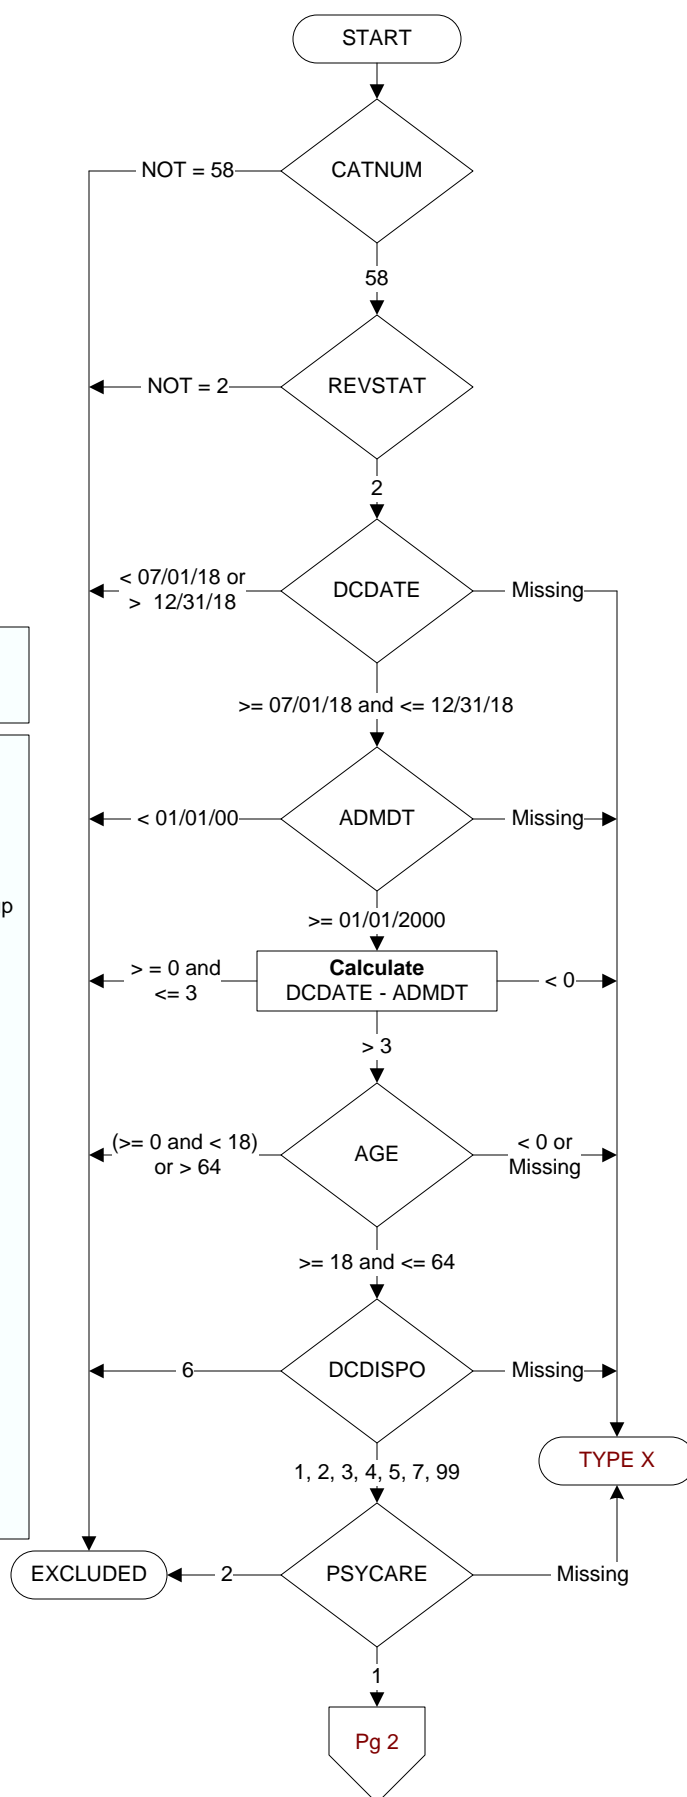 START
CATNUM
NOT = 58
58
REVSTAT
NOT = 2
2
DCDATE
< 07/01/18 or
> 12/31/18
Missing
>= 07/01/18 and <= 12/31/18
ADMDT
< 01/01/00
Missing
>= 01/01/2000
Calculate
DCDATE - ADMDT
> = 0 and
<= 3
< 0
> 3
AGE
(>= 0 and < 18)
or > 64
< 0 or
Missing
>= 18 and <= 64
DCDISPO
6
Missing
1, 2, 3, 4, 5, 7, 99
TYPE X
PSYCARE
EXCLUDED
2
Missing
1
Pg 2